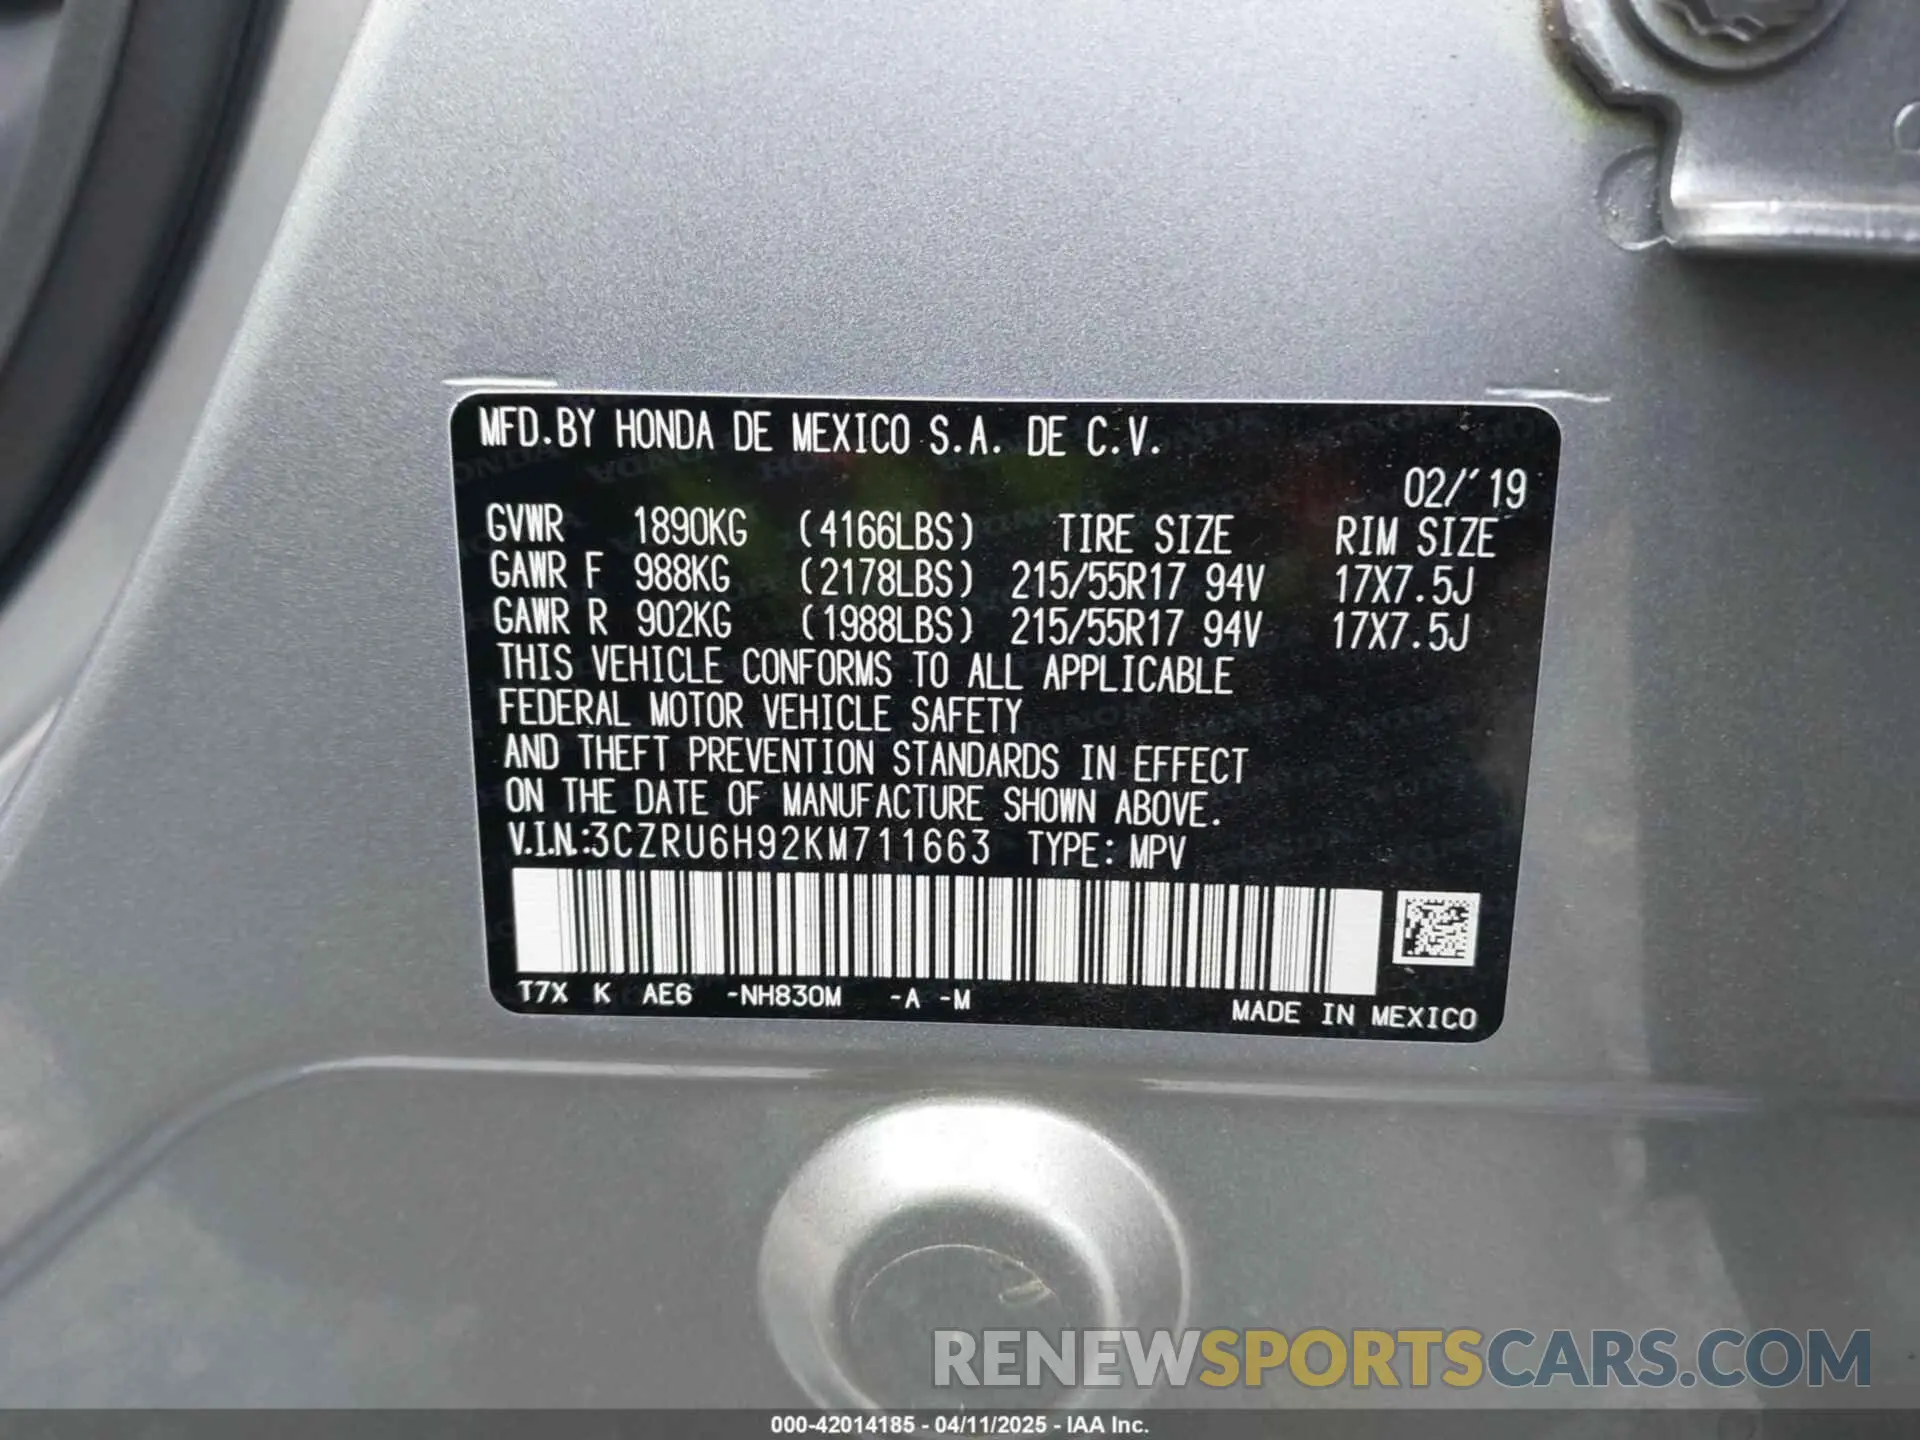 MFD.BY HONDA DE MEXICO S.A. DE C.V.
02/'19
GVWR 1890KG (4166LBS) TIRE SIZE RIM SIZE
GAWR F 988KG (2178LBS) 215/55R17 94V 17X7.5J
GAWR R 902KG (1988LBS) 215/55R17 94V 17X7.5J
THIS VEHICLE CONFORMS TO ALL APPLICABLE
FEDERAL MOTOR VEHICLE SAFETY
AND THEFT PREVENTION STANDARDS IN EFFECT
ON THE DATE OF MANUFACTURE SHOWN ABOVE.
V.I.N.:3CZRU6H92KM711663 TYPE: MPV
T7X K AE6 -NH830M -A -M
MADE IN MEXICO
RENEWSPORTSCARS.COM
000-42014185 - 04/11/2025 - IAA Inc.